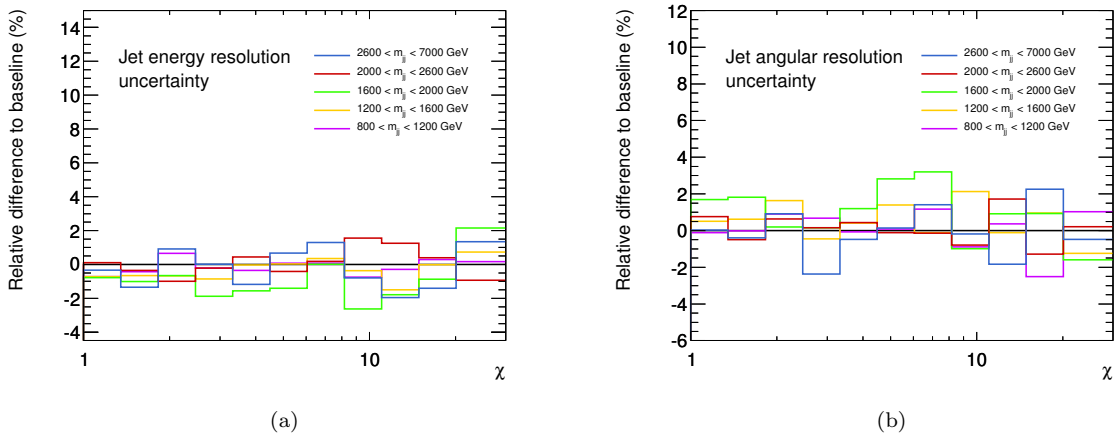 Relative difference to baseline (%)
14
12
10
8
6
4
2
0
-2
-4
Jet energy resolution
uncertainty
2600 < m_jj < 7000 GeV
2000 < m_jj < 2600 GeV
1600 < m_jj < 2000 GeV
1200 < m_jj < 1600 GeV
800 < m_jj < 1200 GeV
1
10
χ
(a)
Relative difference to baseline (%)
12
10
8
6
4
2
0
-2
-4
-6
Jet angular resolution
uncertainty
2600 < m_jj < 7000 GeV
2000 < m_jj < 2600 GeV
1600 < m_jj < 2000 GeV
1200 < m_jj < 1600 GeV
800 < m_jj < 1200 GeV
1
10
χ
(b)